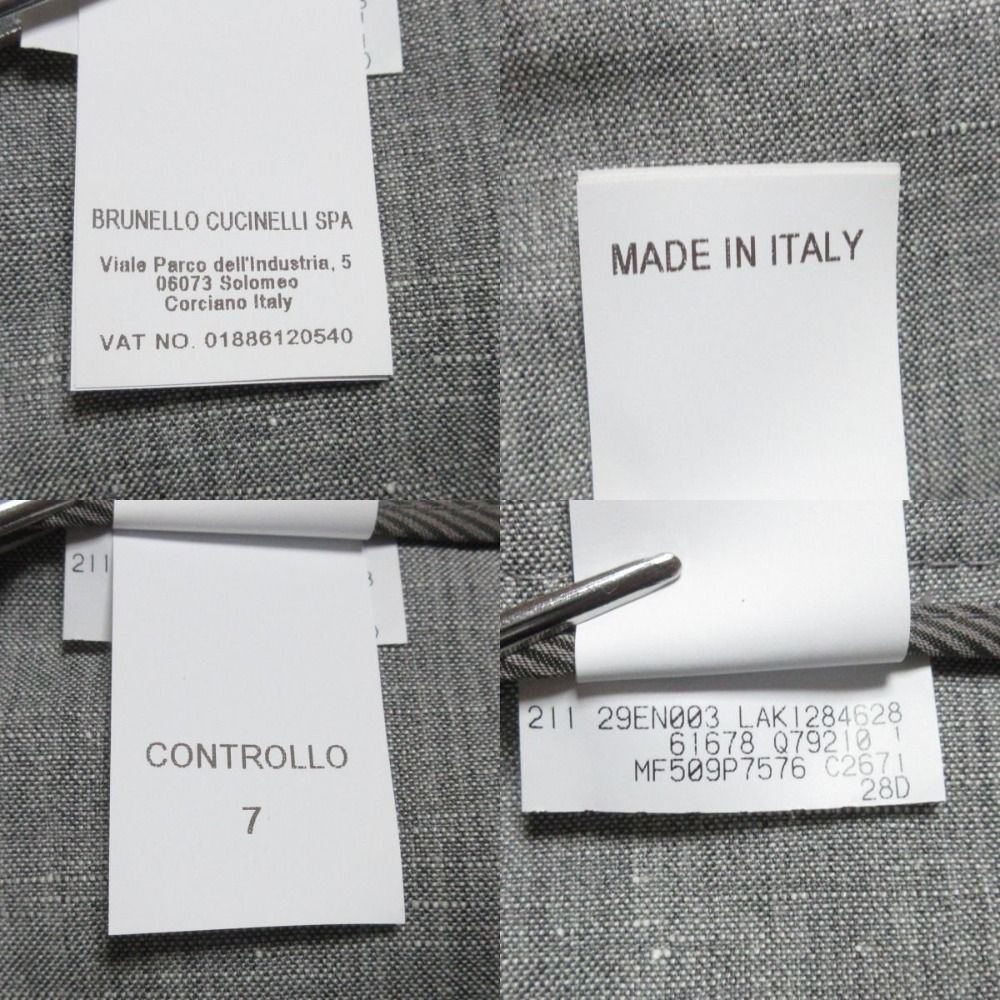 BRUNELLO CUCINELLI SPA
Viale Parco dell'Industria, 5
06073 Solomeo
Corciano Italy
VAT NO. 01886120540
MADE IN ITALY
211
CONTROLLO
7
211 29EN003 LAK1284628
61678 Q79210 1
MF509P7576 C2671
28D